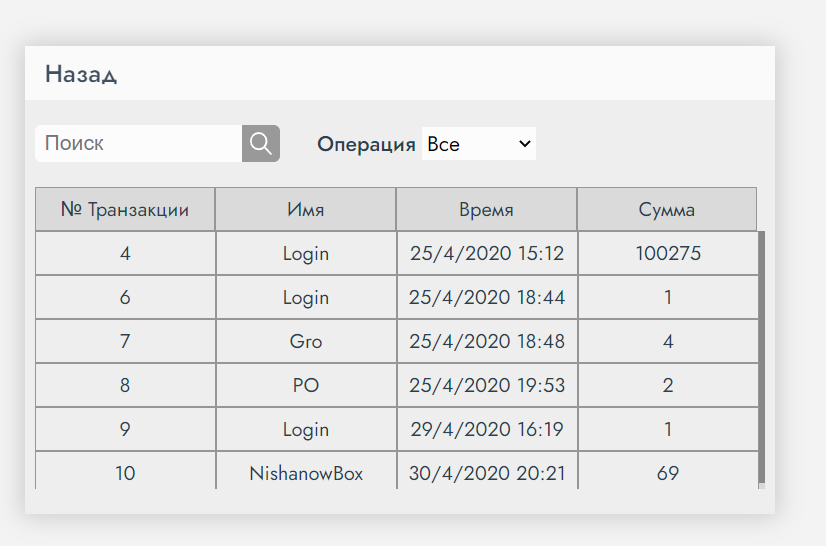 Назад
Поиск Операция Все
№ Транзакции Имя Время Сумма
4 Login 25/4/2020 15:12 100275
6 Login 25/4/2020 18:44 1
7 Gro 25/4/2020 18:48 4
8 PO 25/4/2020 19:53 2
9 Login 29/4/2020 16:19 1
10 NishanowBox 30/4/2020 20:21 69